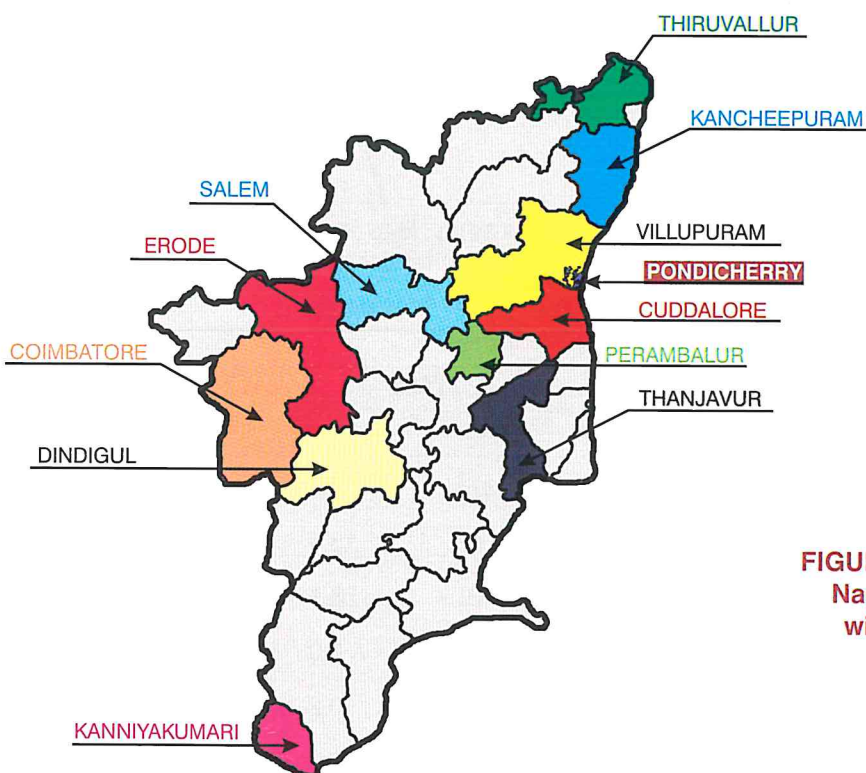 THIRUVALLUR
KANCHEEPURAM
SALEM
VILLUPURAM
ERODE
PONDICHERRY
CUDDALORE
COIMBATORE
PERAMBALUR
THANJAVUR
DINDIGUL
FIGU
Na
wi
KANNIYAKUMARI